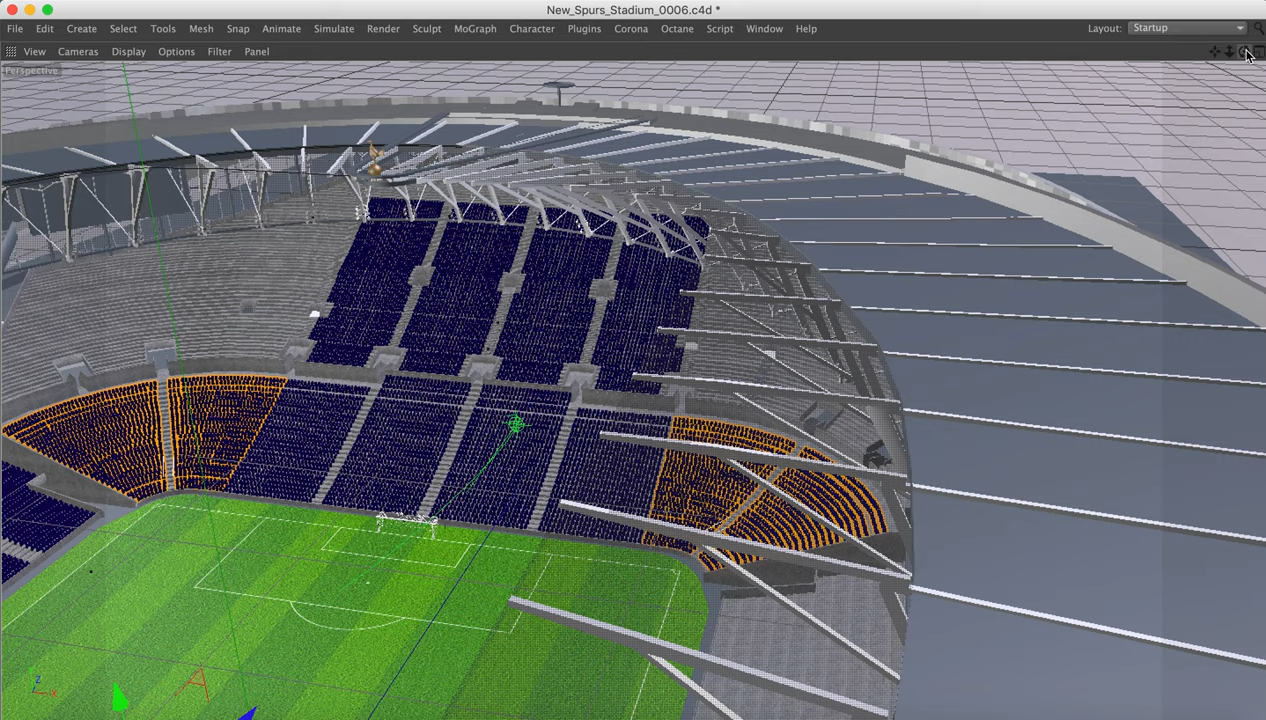 New_Spurs_Stadium_0006.c4d *
File Edit Create Select Tools Mesh Snap Animate Simulate Render Sculpt MoGraph Character Plugins Corona Octane Script Window Help Layout: Startup
View Cameras Display Options Filter Panel
Perspective
Z
X